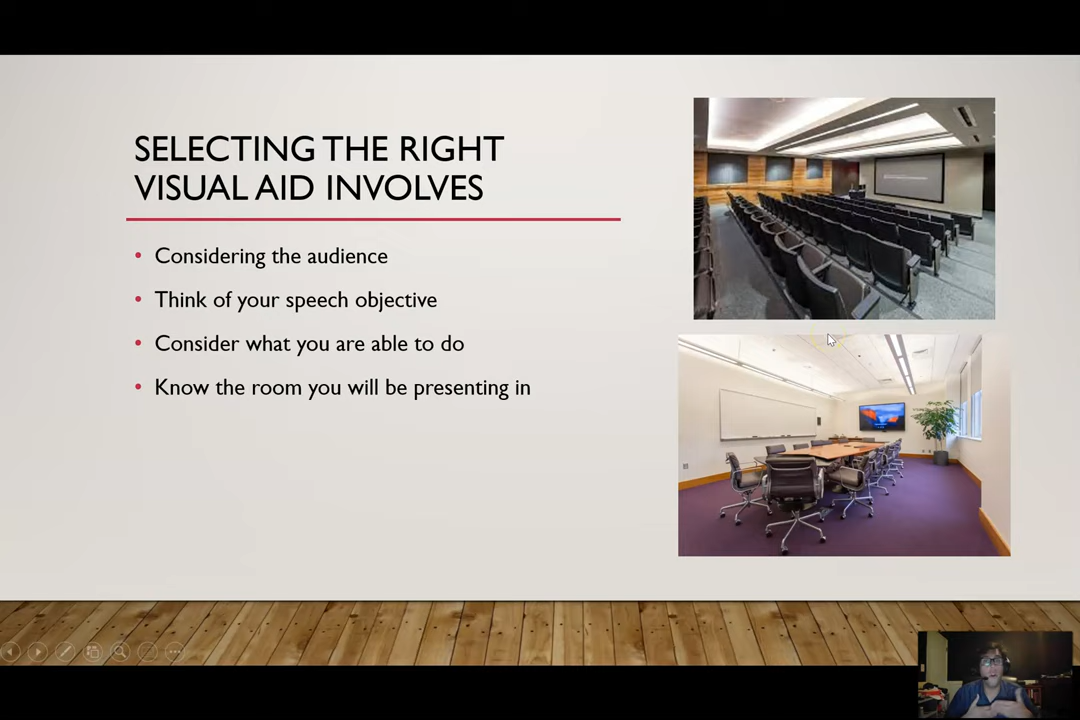 SELECTING THE RIGHT
VISUAL AID INVOLVES
• Considering the audience
• Think of your speech objective
• Consider what you are able to do
• Know the room you will be presenting in